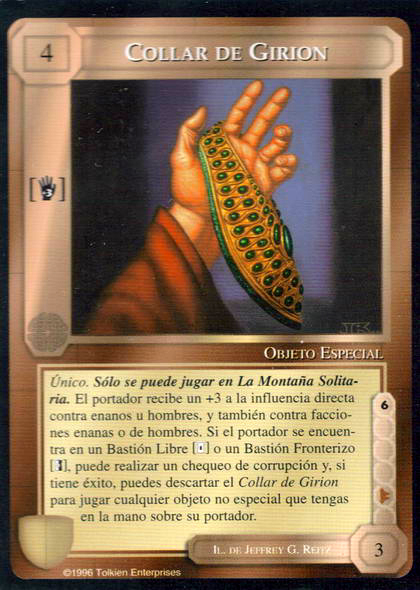 4
COLLAR DE GIRION
+3
JGR
OBJETO ESPECIAL
Único. Sólo se puede jugar en La Montaña Solita-
ria. El portador recibe un +3 a la influencia directa
contra enanos u hombres, y también contra faccio-
nes enanas o de hombres. Si el portador se encuen-
tra en un Bastión Libre [ ] o un Bastión Fronterizo
[ ], puede realizar un chequeo de corrupción y, si
tiene éxito, puedes descartar el Collar de Girion
para jugar cualquier objeto no especial que tengas
en la mano sobre su portador.
6
IL. DE JEFFREY G. REITZ
3
©1996 Tolkien Enterprises